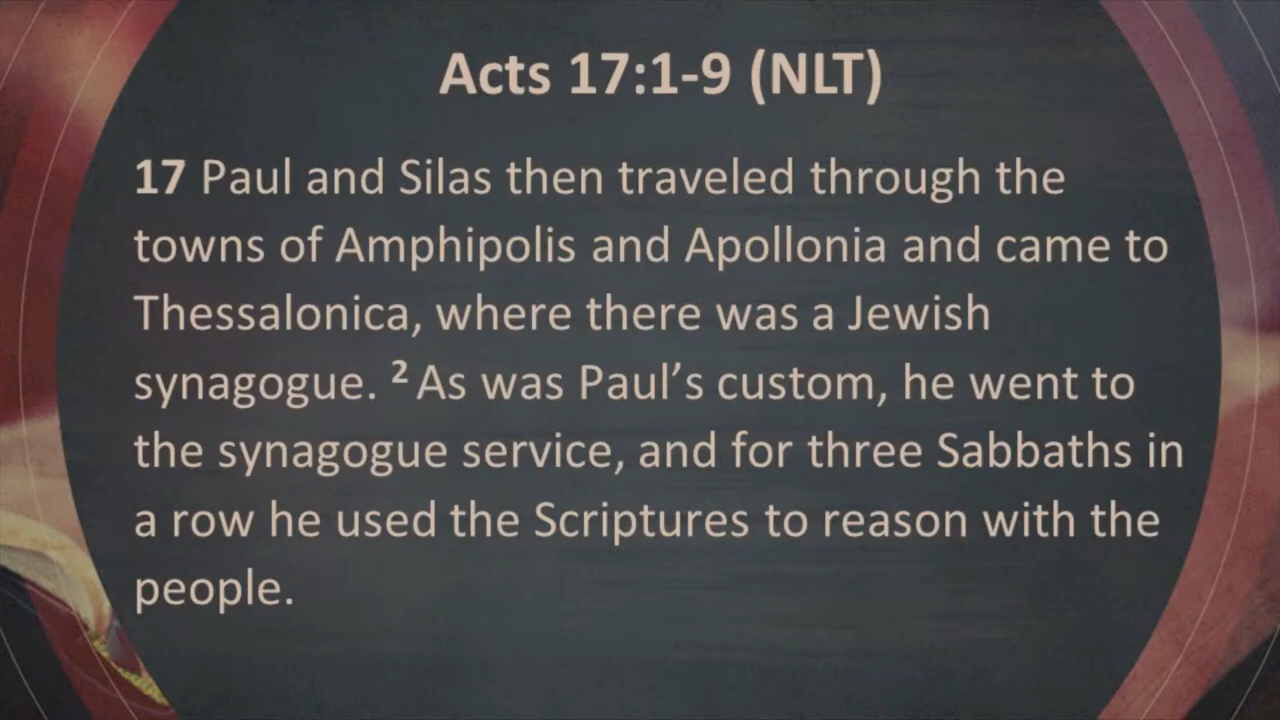 Acts 17:1-9 (NLT)
17 Paul and Silas then traveled through the
towns of Amphipolis and Apollonia and came to
Thessalonica, where there was a Jewish
synagogue. ² As was Paul’s custom, he went to
the synagogue service, and for three Sabbaths in
a row he used the Scriptures to reason with the
people.